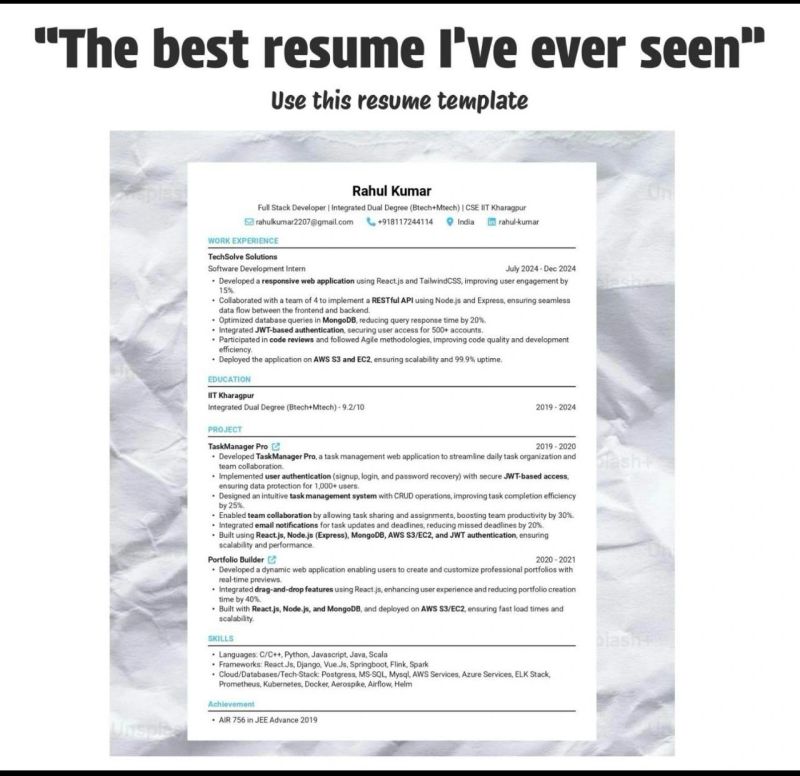 "The best resume I've ever seen"
Use this resume template
Rahul Kumar
Full Stack Developer | Integrated Dual Degree (Btech+Mtech) | CSE IIT Kharagpur
rahulkumar2207@gmail.com +918117244114 India rahul-kumar
WORK EXPERIENCE
TechSolve Solutions
Software Development Intern July 2024 - Dec 2024
• Developed a responsive web application using React.js and TailwindCSS, improving user engagement by
15%.
• Collaborated with a team of 4 to implement a RESTful API using Node.js and Express, ensuring seamless
data flow between the frontend and backend.
• Optimized database queries in MongoDB, reducing query response time by 20%.
• Integrated JWT-based authentication, securing user access for 500+ accounts.
• Participated in code reviews and followed Agile methodologies, improving code quality and development
efficiency.
• Deployed the application on AWS S3 and EC2, ensuring scalability and 99.9% uptime.
EDUCATION
IIT Kharagpur
Integrated Dual Degree (Btech+Mtech) - 9.2/10 2019 - 2024
PROJECT
TaskManager Pro 2019 - 2020
• Developed TaskManager Pro, a task management web application to streamline daily task organization and
team collaboration.
• Implemented user authentication (signup, login, and password recovery) with secure JWT-based access,
ensuring data protection for 1,000+ users.
• Designed an intuitive task management system with CRUD operations, improving task completion efficiency
by 25%.
• Enabled team collaboration by allowing task sharing and assignments, boosting team productivity by 30%.
• Integrated email notifications for task updates and deadlines, reducing missed deadlines by 20%.
• Built using React.js, Node.js (Express), MongoDB, AWS S3/EC2, and JWT authentication, ensuring
scalability and performance.
Portfolio Builder 2020 - 2021
• Developed a dynamic web application enabling users to create and customize professional portfolios with
real-time previews.
• Integrated drag-and-drop features using React.js, enhancing user experience and reducing portfolio creation
time by 40%.
• Built with React.js, Node.js, and MongoDB, and deployed on AWS S3/EC2, ensuring fast load times and
scalability.
SKILLS
• Languages: C/C++, Python, Javascript, Java, Scala
• Frameworks: React.Js, Django, Vue.Js, Springboot, Flink, Spark
• Cloud/Databases/Tech-Stack: Postgress, MS-SQL, Mysql, AWS Services, Azure Services, ELK Stack,
Prometheus, Kubernetes, Docker, Aerospike, Airflow, Helm
Achievement
• AIR 756 in JEE Advance 2019